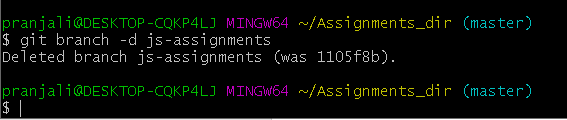 pranjali@DESKTOP-CQKP4LJ MINGW64 ~/Assignments_dir (master)
$ git branch -d js-assignments
Deleted branch js-assignments (was 1105f8b).
pranjali@DESKTOP-CQKP4LJ MINGW64 ~/Assignments_dir (master)
$